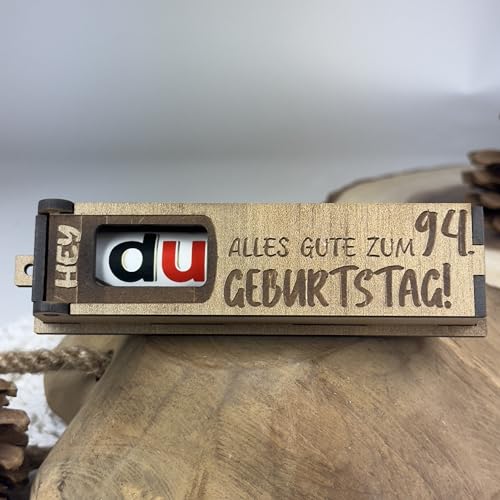 HEY
du
ALLES GUTE ZUM 94.
GEBURTSTAG!